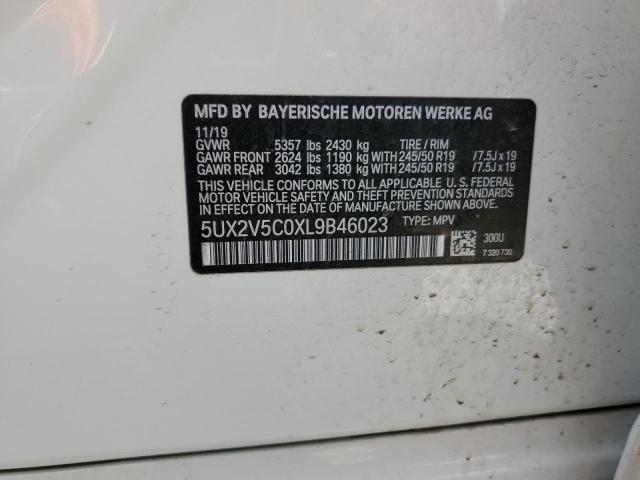 MFD BY BAYERISCHE MOTOREN WERKE AG
11/19
GVWR 5357 lbs 2430 kg TIRE / RIM
GAWR FRONT 2624 lbs 1190 kg WITH 245/50 R19 /7.5J x 19
GAWR REAR 3042 lbs 1380 kg WITH 245/50 R19 /7.5J x 19
THIS VEHICLE CONFORMS TO ALL APPLICABLE U. S. FEDERAL
MOTOR VEHICLE SAFETY, BUMPER, AND THEFT PREVENTION
STANDARDS IN EFFECT ON THE DATE OF MANUFACTURE SHOWN ABOVE.
5UX2V5C0XL9B46023 TYPE: MPV
300U
7 320 730